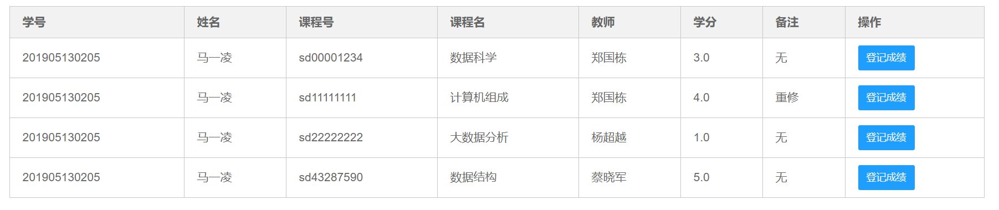 学号 姓名 课程号 课程名 教师 学分 备注 操作
201905130205 马一凌 sd00001234 数据科学 郑国栋 3.0 无 登记成绩
201905130205 马一凌 sd11111111 计算机组成 郑国栋 4.0 重修 登记成绩
201905130205 马一凌 sd22222222 大数据分析 杨超越 1.0 无 登记成绩
201905130205 马一凌 sd43287590 数据结构 蔡晓军 5.0 无 登记成绩